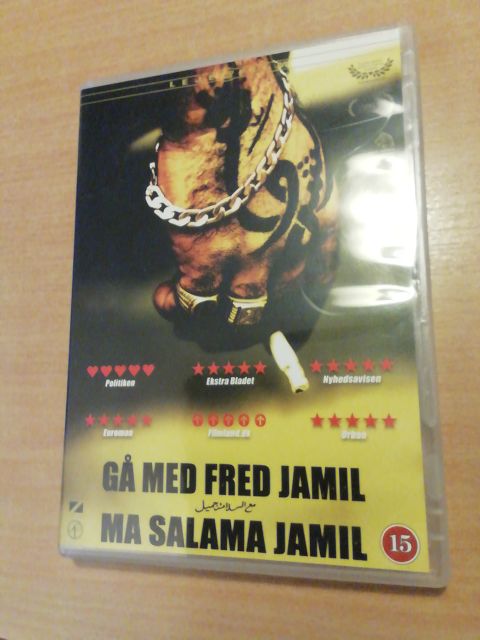 Politiken
Ekstra Bladet
Nyhedsavisen
Euroman
Filmland.dk
Urban
GÅ MED FRED JAMIL
مع السلامة جميل
MA SALAMA JAMIL
15